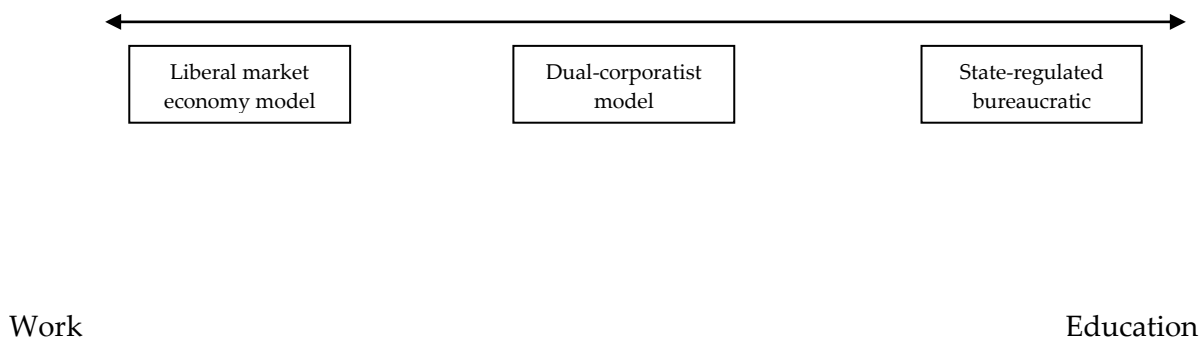 Liberal market
economy model
Dual-corporatist
model
State-regulated
bureaucratic
Work
Education